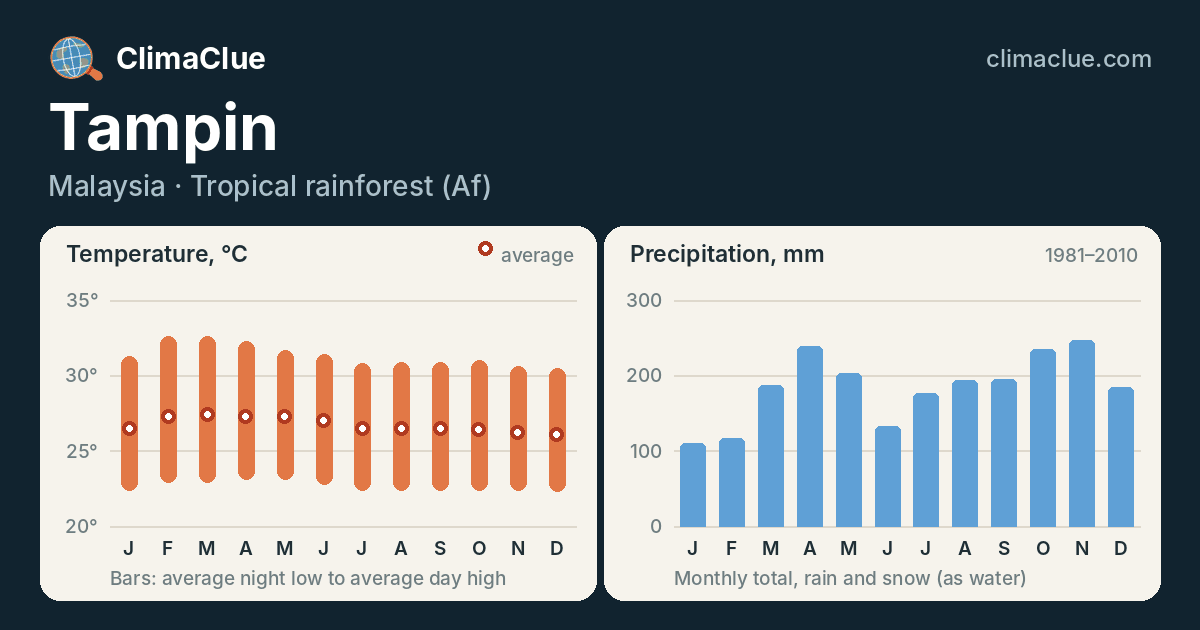 ClimaClue
climaclue.com
Tampin
Malaysia · Tropical rainforest (Af)
Temperature, °C
average
35°
30°
25°
20°
J F M A M J J A S O N D
Bars: average night low to average day high
Precipitation, mm
1981–2010
300
200
100
0
J F M A M J J A S O N D
Monthly total, rain and snow (as water)